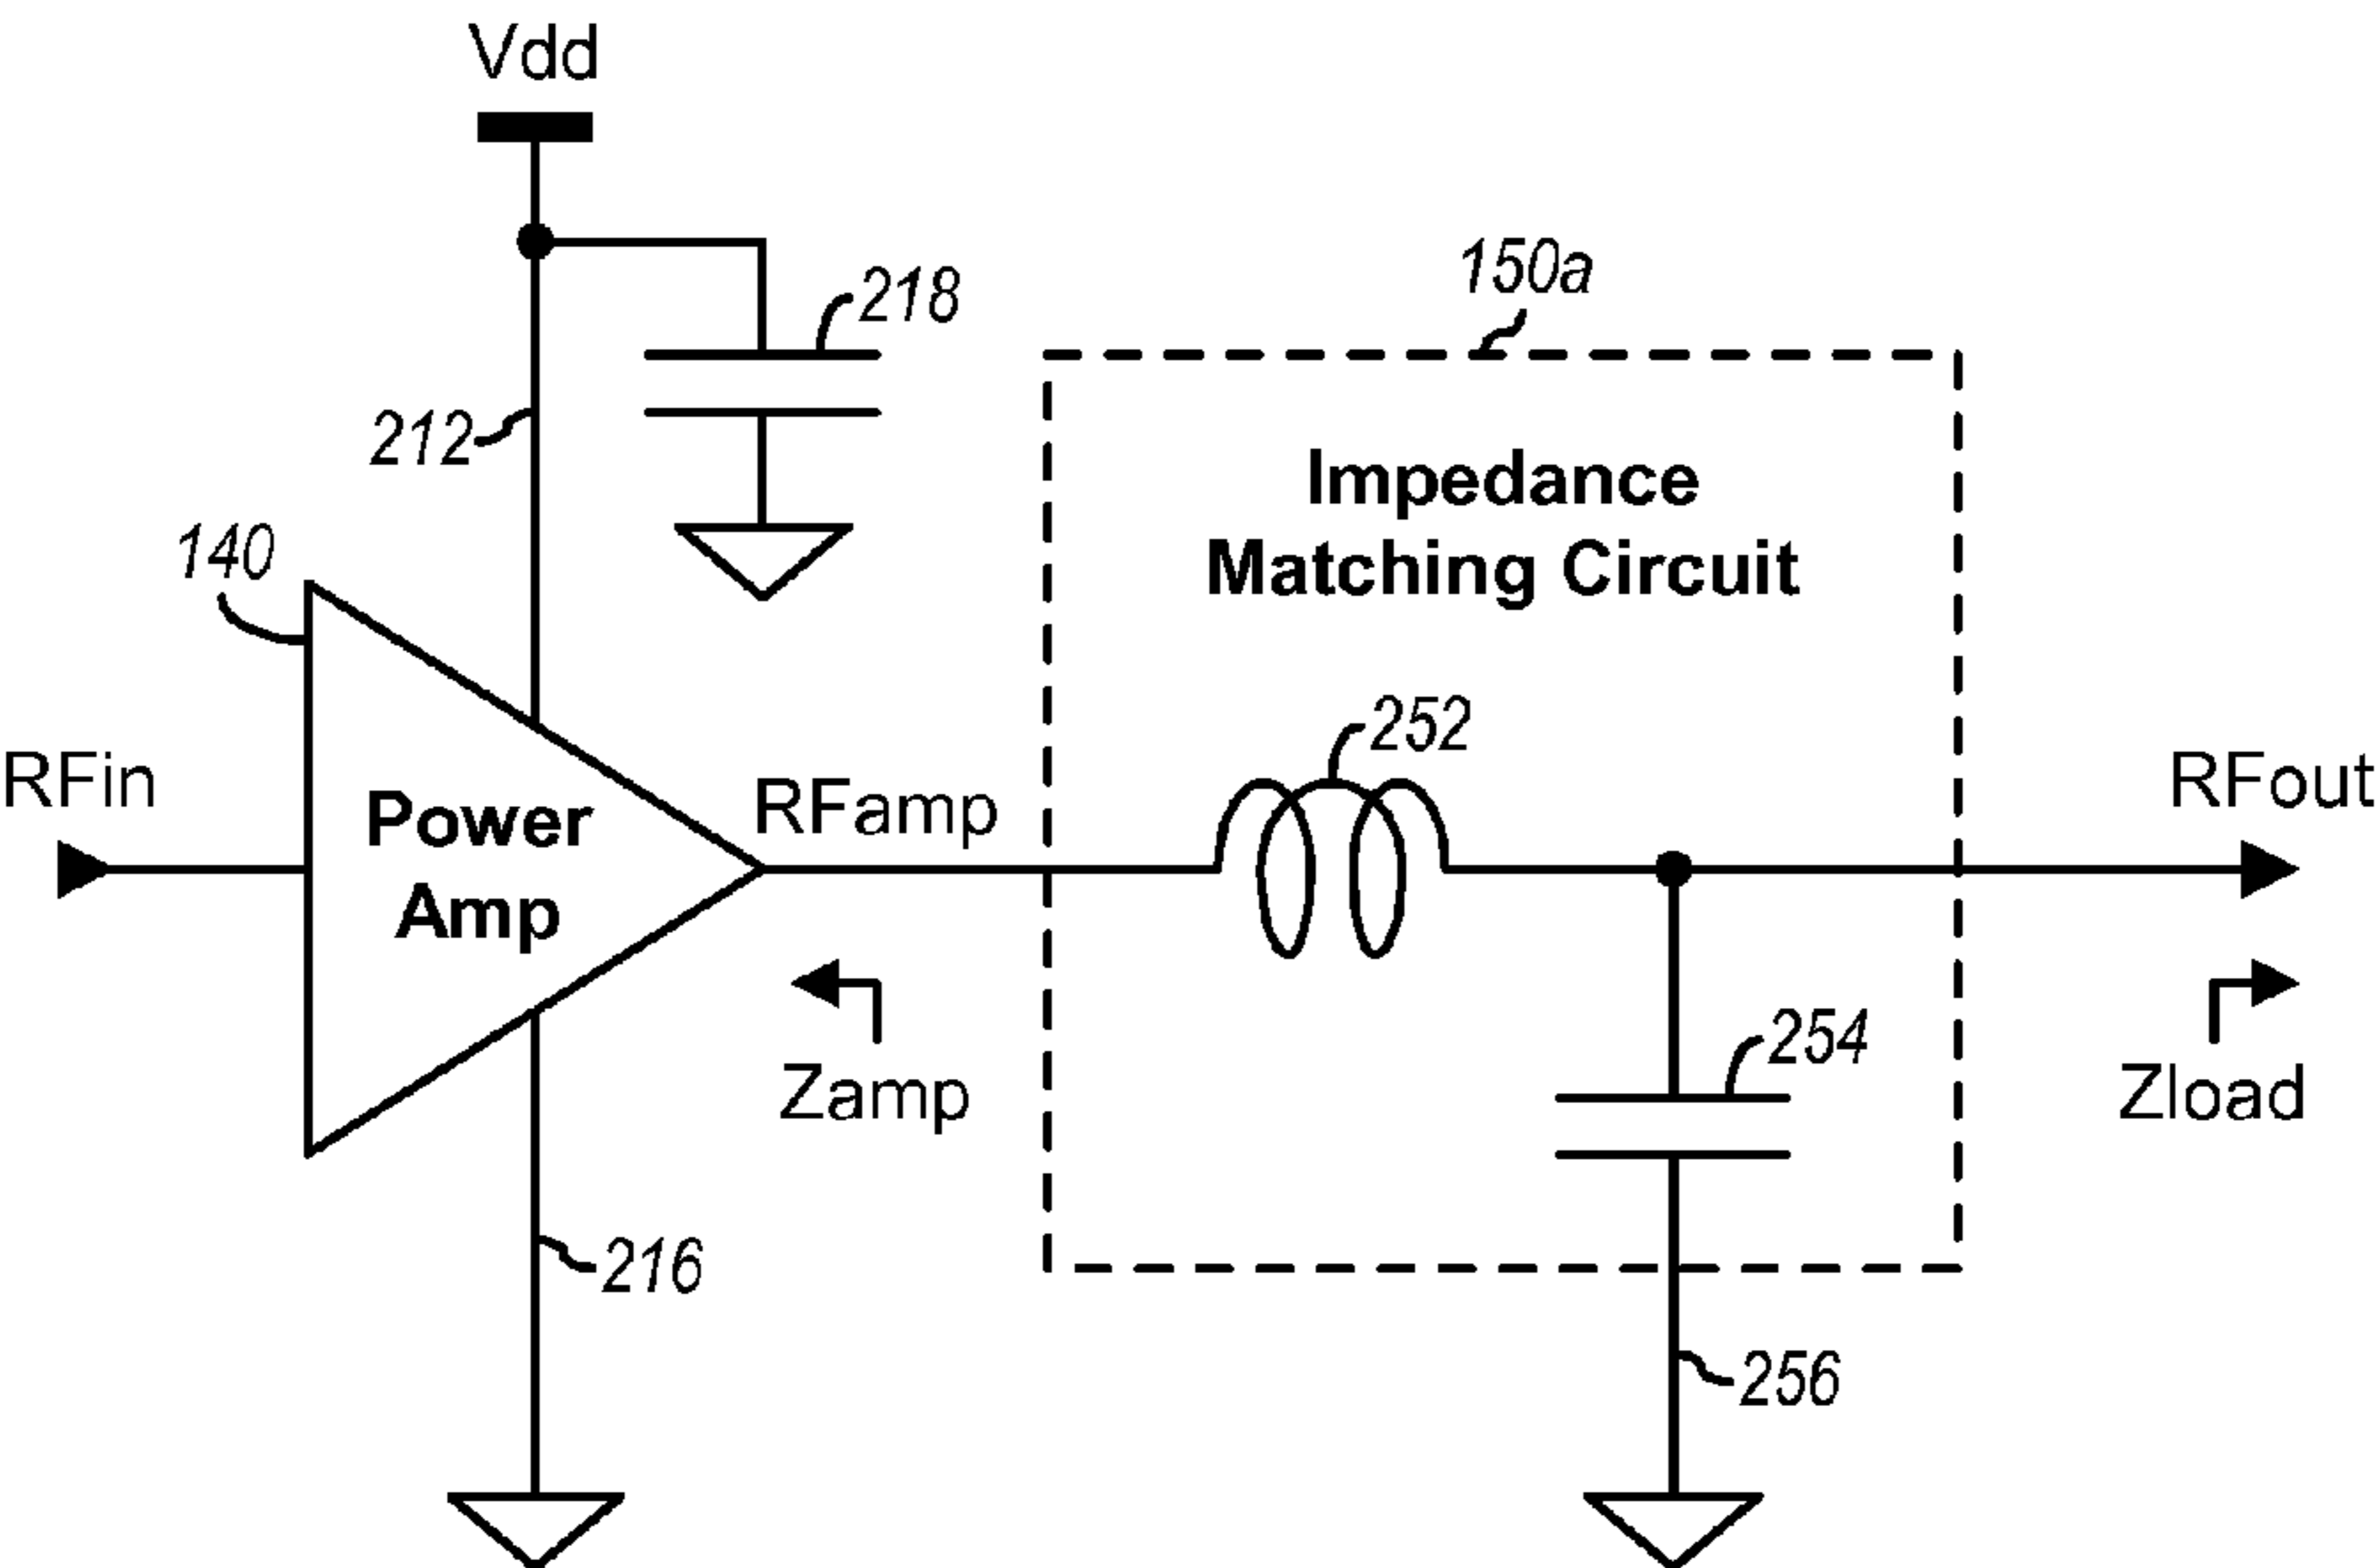 Vdd
218
150a
212
Impedance
Matching Circuit
140
252
RFin
Power
Amp
RFamp
RFout
254
Zamp
Zload
216
256